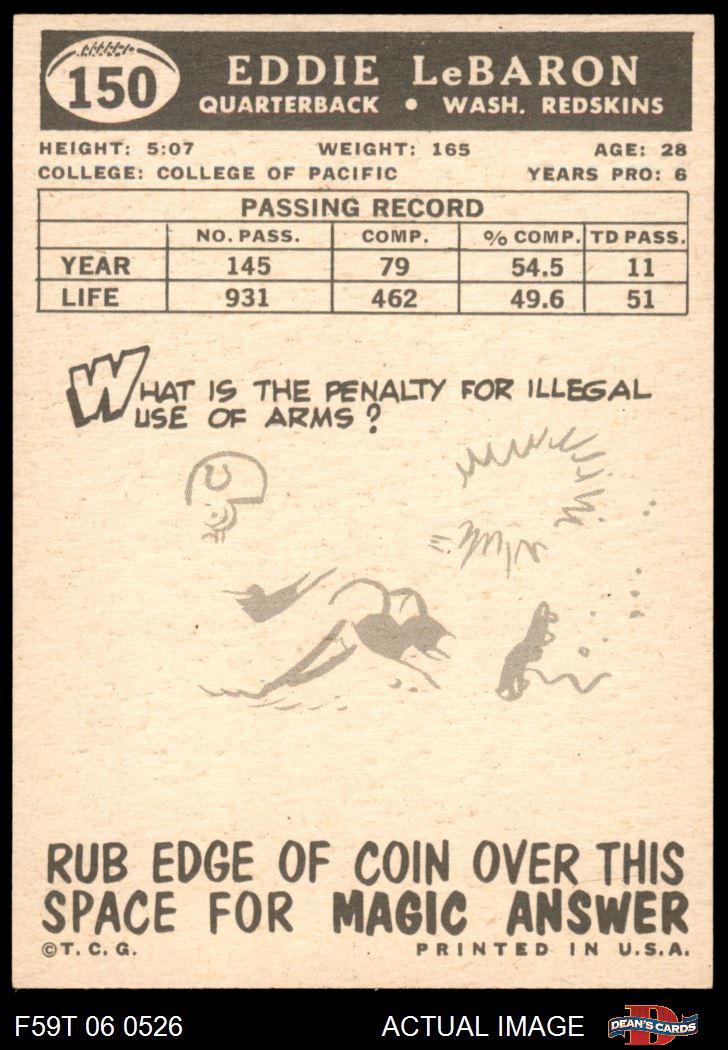 150
EDDIE LeBARON
QUARTERBACK • WASH. REDSKINS
HEIGHT: 5:07 WEIGHT: 165 AGE: 28
COLLEGE: COLLEGE OF PACIFIC YEARS PRO: 6
PASSING RECORD
NO. PASS. COMP. % COMP. TD PASS.
YEAR 145 79 54.5 11
LIFE 931 462 49.6 51
WHAT IS THE PENALTY FOR ILLEGAL
USE OF ARMS?
RUB EDGE OF COIN OVER THIS
SPACE FOR MAGIC ANSWER
©T. C. G. PRINTED IN U.S.A.
F59T 06 0526 ACTUAL IMAGE DEAN'S CARDS